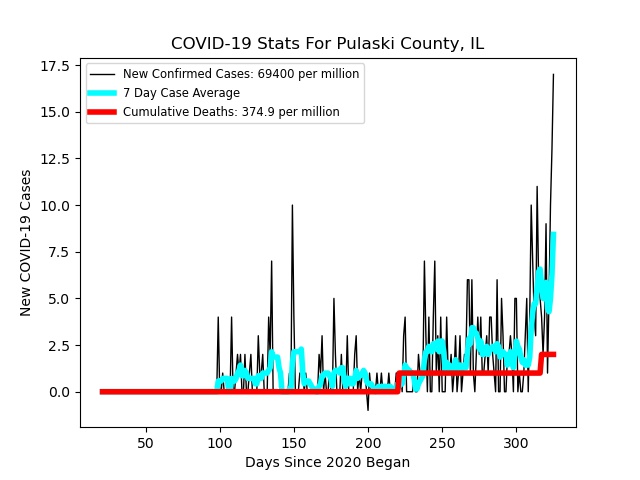 COVID-19 Stats For Pulaski County, IL
New Confirmed Cases: 69400 per million
7 Day Case Average
Cumulative Deaths: 374.9 per million
New COVID-19 Cases
17.5
15.0
12.5
10.0
7.5
5.0
2.5
0.0
50
100
150
200
250
300
Days Since 2020 Began